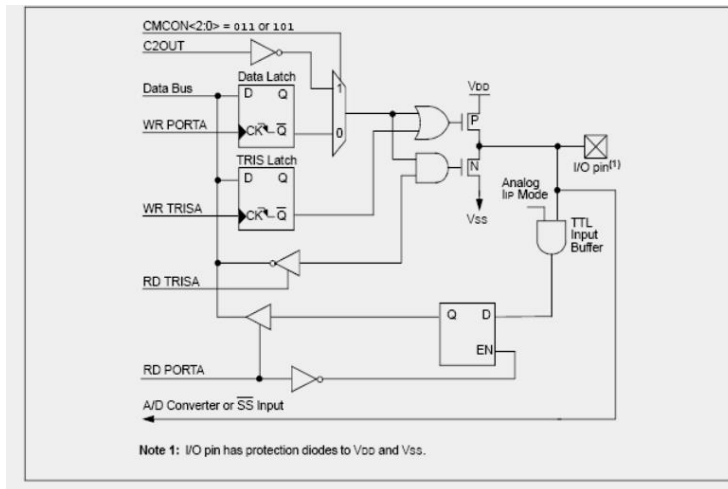 CMCON<2:0> = 011 or 101
C2OUT
Data Bus
WR PORTA
Data Latch
D Q
CK Q
1
0
TRIS Latch
D Q
CK Q
WR TRISA
RD TRISA
VDD
P
N
VSS
I/O pin(1)
Analog
IIP Mode
TTL
Input
Buffer
Q D
EN
RD PORTA
A/D Converter or SS Input
Note 1: I/O pin has protection diodes to VDD and VSS.